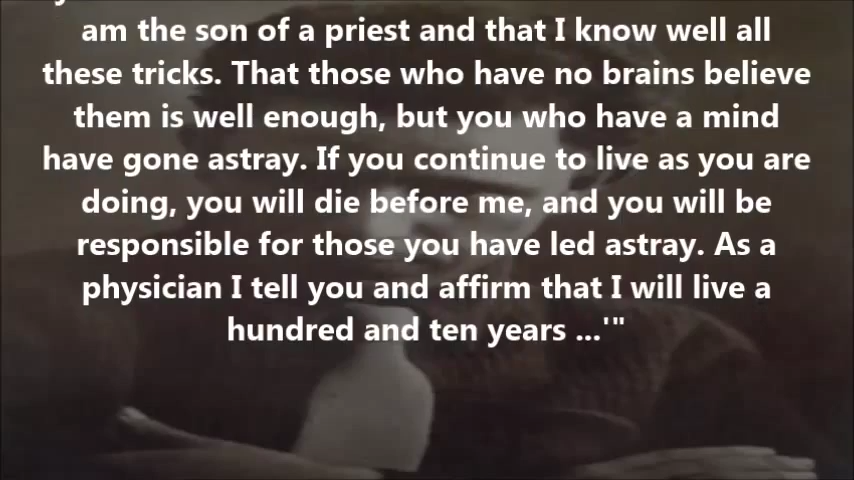 am the son of a priest and that I know well all
these tricks. That those who have no brains believe
them is well enough, but you who have a mind
have gone astray. If you continue to live as you are
doing, you will die before me, and you will be
responsible for those you have led astray. As a
physician I tell you and affirm that I will live a
hundred and ten years ...'"